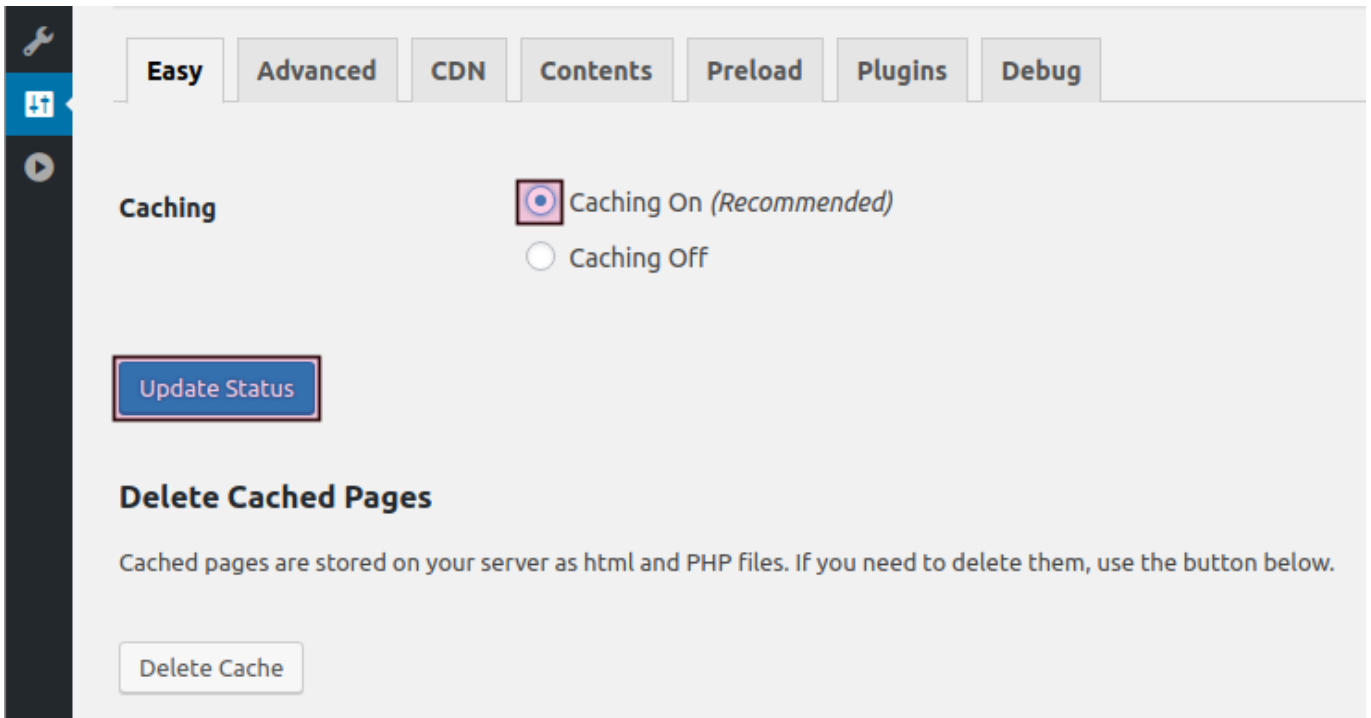 Easy Advanced CDN Contents Preload Plugins Debug
Caching
Caching On (Recommended)
Caching Off
Update Status
Delete Cached Pages
Cached pages are stored on your server as html and PHP files. If you need to delete them, use the button below.
Delete Cache